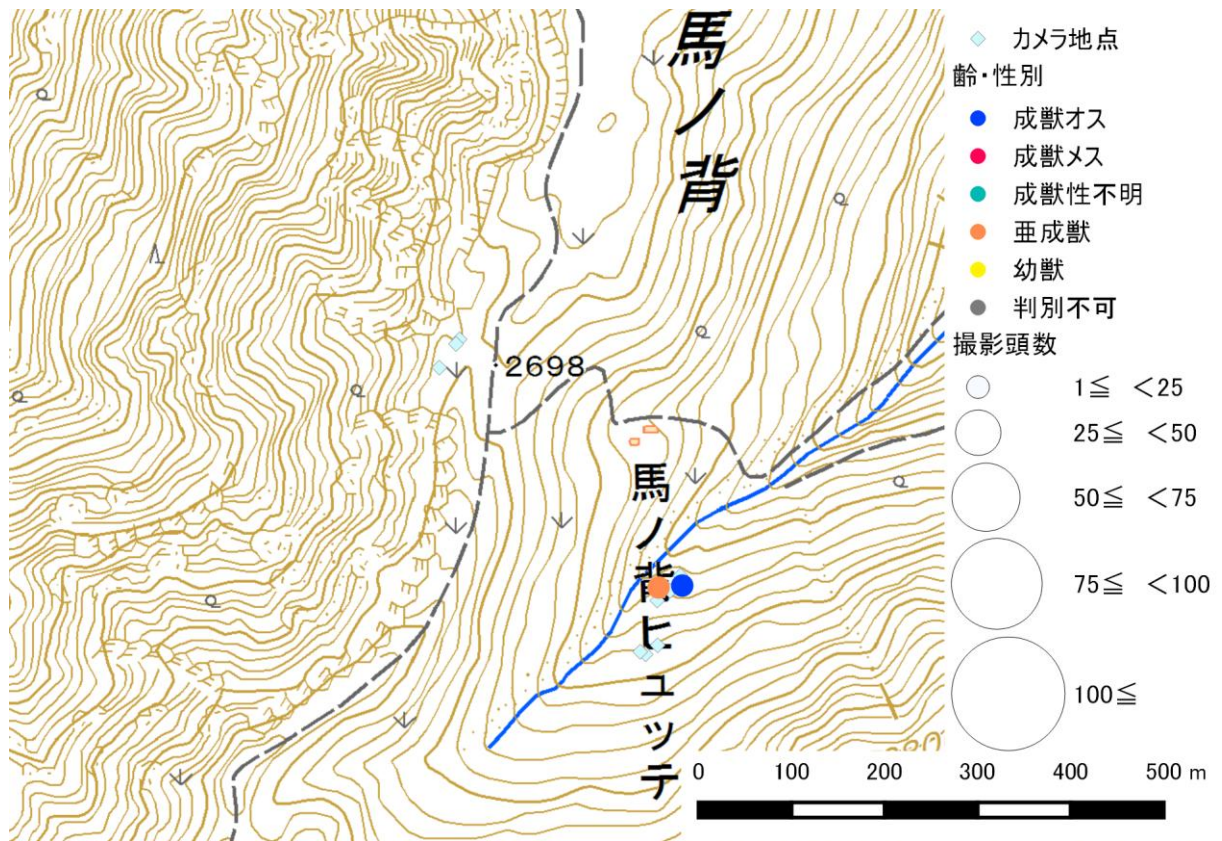 馬ノ背
2698
馬ノ背ヒュッテ
カメラ地点
齢・性別
成獣オス
成獣メス
成獣性不明
亜成獣
幼獣
判別不可
撮影頭数
1≦ <25
25≦ <50
50≦ <75
75≦ <100
100≦
0 100 200 300 400 500 m